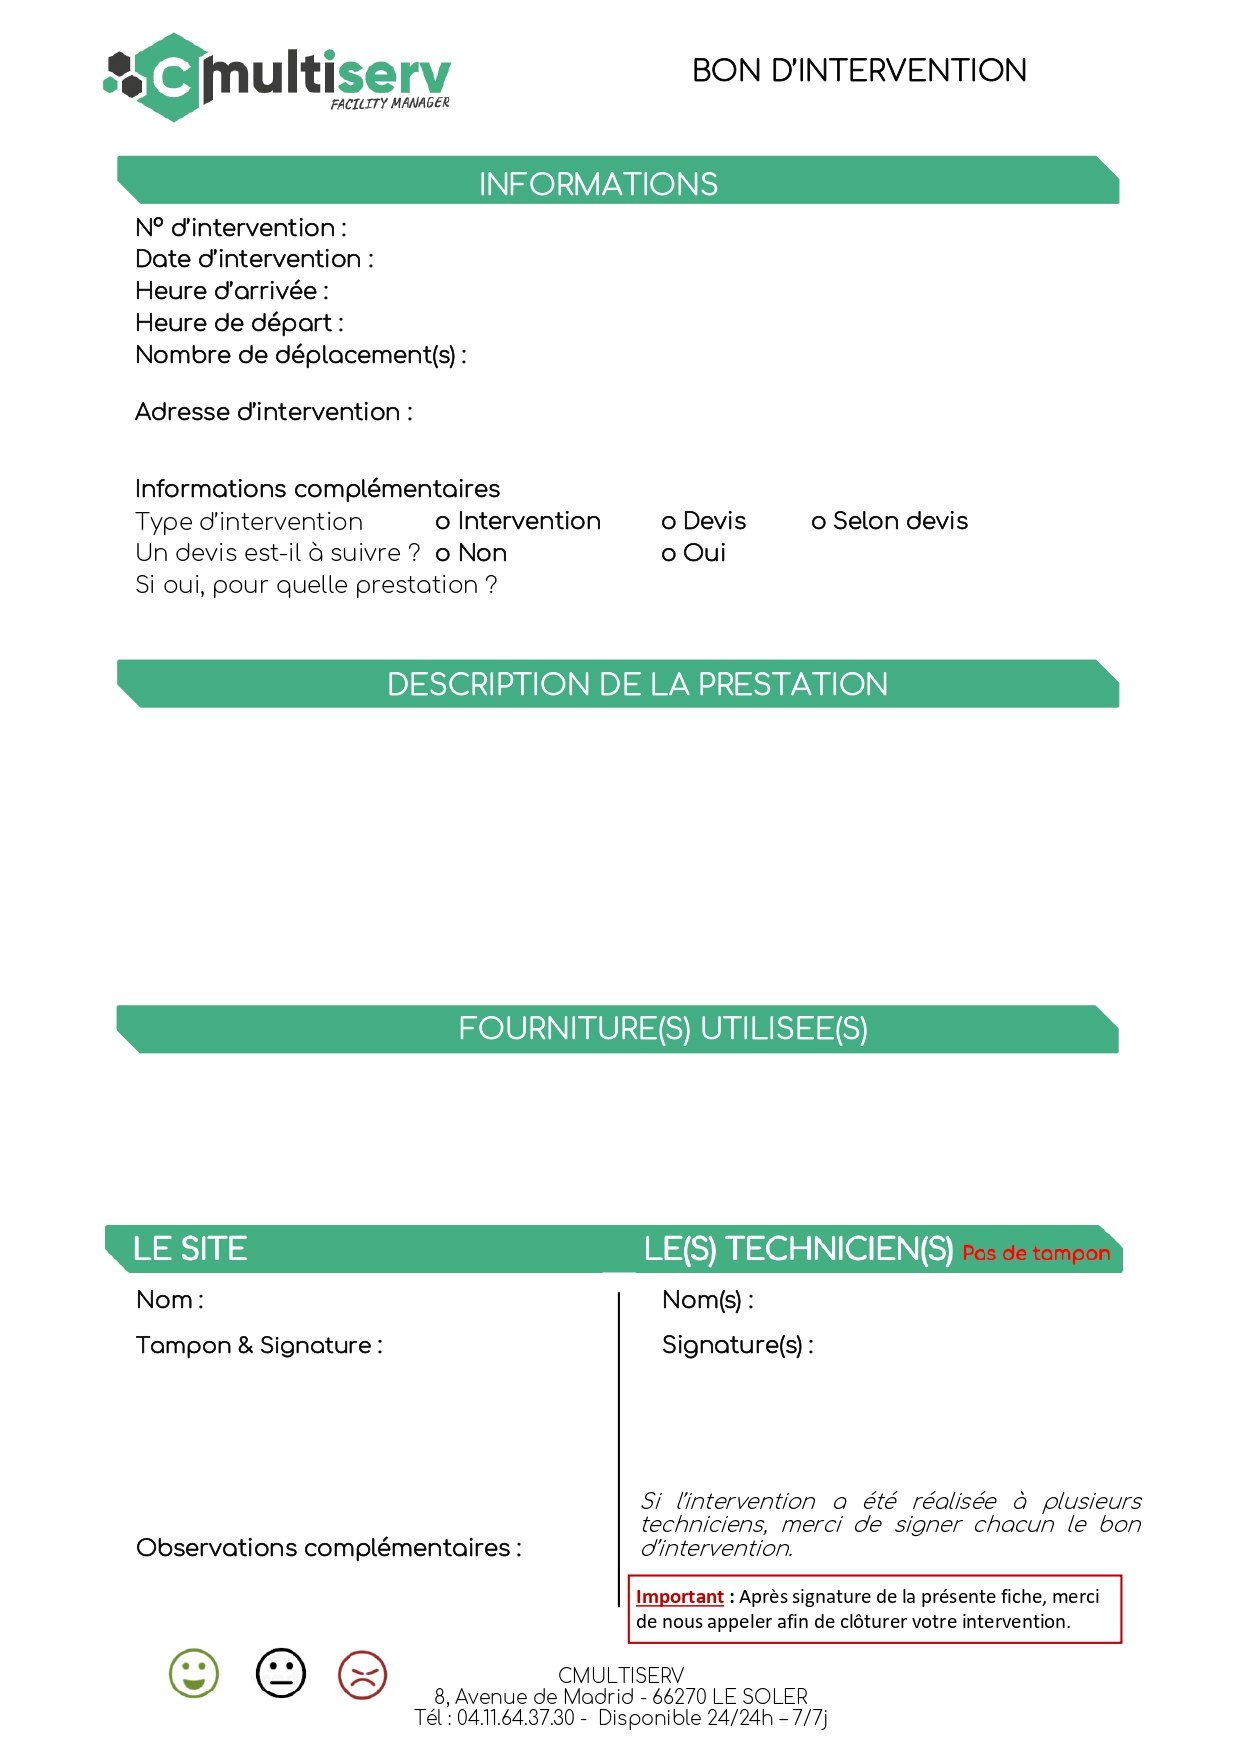 Cmultiserv
FACILITY MANAGER
BON D'INTERVENTION
INFORMATIONS
N° d'intervention :
Date d'intervention :
Heure d'arrivée :
Heure de départ :
Nombre de déplacement(s) :
Adresse d'intervention :
Informations complémentaires
Type d'intervention o Intervention o Devis o Selon devis
Un devis est-il à suivre ? o Non o Oui
Si oui, pour quelle prestation ?
DESCRIPTION DE LA PRESTATION
FOURNITURE(S) UTILISEE(S)
LE SITE
Nom :
Tampon & Signature :
Observations complémentaires :
LE(S) TECHNICIEN(S) Pas de tampon
Nom(s) :
Signature(s) :
Si l'intervention a été réalisée à plusieurs
techniciens, merci de signer chacun le bon
d'intervention.
Important : Après signature de la présente fiche, merci
de nous appeler afin de clôturer votre intervention.
CMULTISERV
8, Avenue de Madrid - 66270 LE SOLER
Tél : 04.11.64.37.30 - Disponible 24/24h – 7/7j